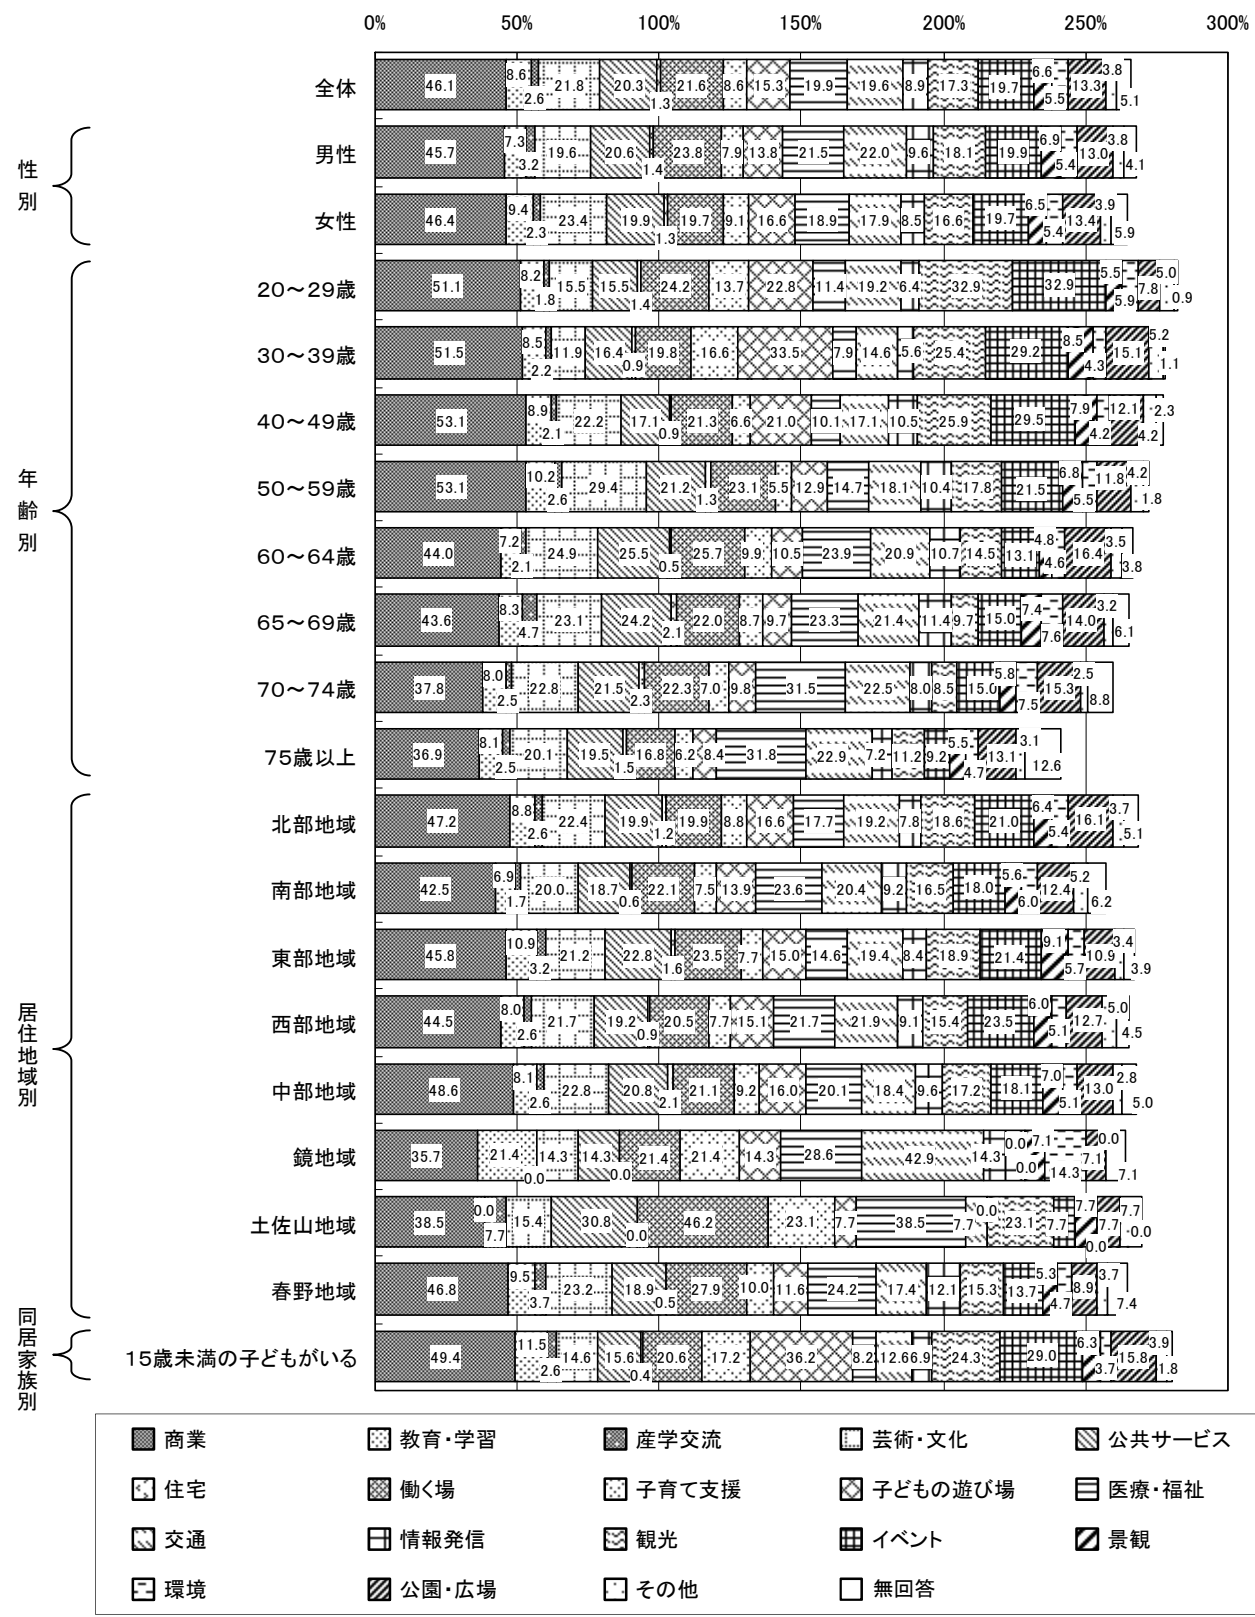 0% 50% 100% 150% 200% 250% 300%
全体 46.1 8.6 2.6 21.8 20.3 1.3 21.6 8.6 15.3 19.9 19.6 8.9 17.3 19.7 5.5 6.6 13.3 3.8 5.1
性別
男性 45.7 7.3 3.2 19.6 20.6 1.4 23.8 7.9 13.8 21.5 22.0 9.6 18.1 19.9 5.4 6.9 13.0 3.8 4.1
女性 46.4 9.4 2.3 23.4 19.9 1.3 19.7 9.1 16.6 18.9 17.9 8.5 16.6 19.7 5.4 6.5 13.4 3.9 5.9
年齢別
20～29歳 51.1 8.2 1.8 15.5 15.5 1.4 24.2 13.7 22.8 11.4 19.2 6.4 32.9 32.9 5.9 5.5 7.8 5.0 0.9
30～39歳 51.5 8.5 2.2 11.9 16.4 0.9 19.8 16.6 33.5 7.9 14.6 5.6 25.4 29.2 8.5 4.3 15.1 5.2 1.1
40～49歳 53.1 8.9 2.1 22.2 17.1 0.9 21.3 6.6 21.0 10.1 17.1 10.5 25.9 29.5 7.9 4.2 12.1 4.2 2.3
50～59歳 53.1 10.2 2.6 29.4 21.2 1.3 23.1 5.5 12.9 14.7 18.1 10.4 17.8 21.5 5.5 6.8 11.8 4.2 1.8
60～64歳 44.0 7.2 2.1 24.9 25.5 0.5 25.7 9.9 10.5 23.9 20.9 10.7 14.5 13.1 4.6 4.8 16.4 3.5 3.8
65～69歳 43.6 8.3 4.7 23.1 24.2 2.1 22.0 8.7 9.7 23.3 21.4 11.4 9.7 15.0 7.4 7.6 14.0 3.2 6.1
70～74歳 37.8 8.0 2.5 22.8 21.5 2.3 22.3 7.0 9.8 31.5 22.5 8.0 8.5 15.0 5.8 7.5 15.3 2.5 8.8
75歳以上 36.9 8.1 2.5 20.1 19.5 1.5 16.8 6.2 8.4 31.8 22.9 7.2 11.2 9.2 5.5 4.7 13.1 3.1 12.6
居住地域別
北部地域 47.2 8.8 2.6 22.4 19.9 1.2 19.9 8.8 16.6 17.7 19.2 7.8 18.6 21.0 5.4 6.4 16.1 3.7 5.1
南部地域 42.5 6.9 1.7 20.0 18.7 0.6 22.1 7.5 13.9 23.6 20.4 9.2 16.5 18.0 5.6 6.0 12.4 5.2 6.2
東部地域 45.8 10.9 3.2 21.2 22.8 1.6 23.5 7.7 15.0 14.6 19.4 8.4 18.9 21.4 9.1 5.7 10.9 3.4 3.9
西部地域 44.5 8.0 2.6 21.7 19.2 0.9 20.5 7.7 15.1 21.7 21.9 9.1 15.4 23.5 6.0 5.1 12.7 5.0 4.5
中部地域 48.6 8.1 2.6 22.8 20.8 2.1 21.1 9.2 16.0 20.1 18.4 9.6 17.2 18.1 7.0 5.1 13.0 2.8 5.0
鏡地域 35.7 21.4 0.0 14.3 14.3 0.0 21.4 21.4 14.3 28.6 42.9 14.3 0.0 0.0 7.1 14.3 7.1 0.0 7.1
土佐山地域 38.5 0.0 7.7 15.4 30.8 0.0 46.2 23.1 7.7 38.5 7.7 0.0 23.1 7.7 7.7 0.0 7.7 7.7 0.0
春野地域 46.8 9.5 3.7 23.2 18.9 0.5 27.9 10.0 11.6 24.2 17.4 12.1 15.3 13.7 4.7 5.3 8.9 3.7 7.4
同居家族別
15歳未満の子どもがいる 49.4 11.5 2.6 14.6 15.6 0.4 20.6 17.2 36.2 8.2 12.6 6.9 24.3 29.0 6.3 3.7 15.8 3.9 1.8
商業 教育・学習 産学交流 芸術・文化 公共サービス
住宅 働く場 子育て支援 子どもの遊び場 医療・福祉
交通 情報発信 観光 イベント 景観
環境 公園・広場 その他 無回答